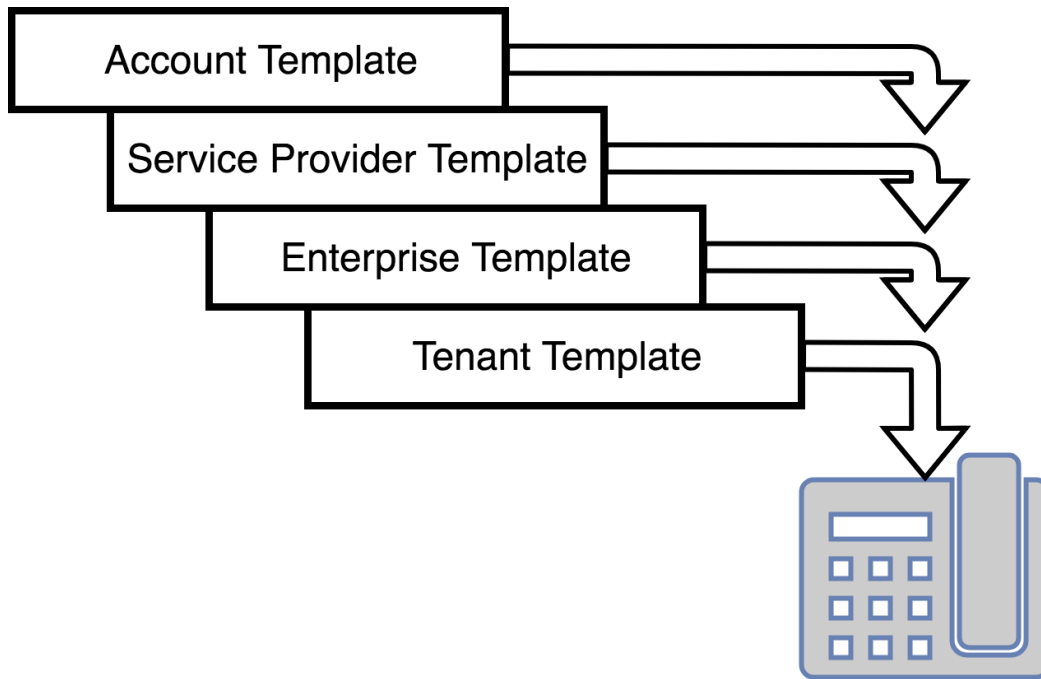 Account Template
Service Provider Template
Enterprise Template
Tenant Template